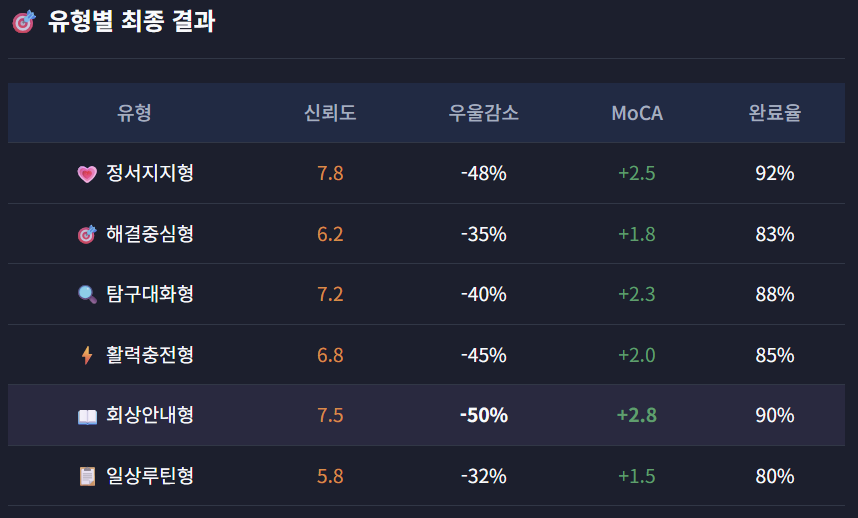 🎯 유형별 최종 결과
유형 신뢰도 우울감소 MoCA 완료율
💗 정서지지형 7.8 -48% +2.5 92%
🎯 해결중심형 6.2 -35% +1.8 83%
🔍 탐구대화형 7.2 -40% +2.3 88%
⚡ 활력충전형 6.8 -45% +2.0 85%
📖 회상안내형 7.5 -50% +2.8 90%
📋 일상루틴형 5.8 -32% +1.5 80%